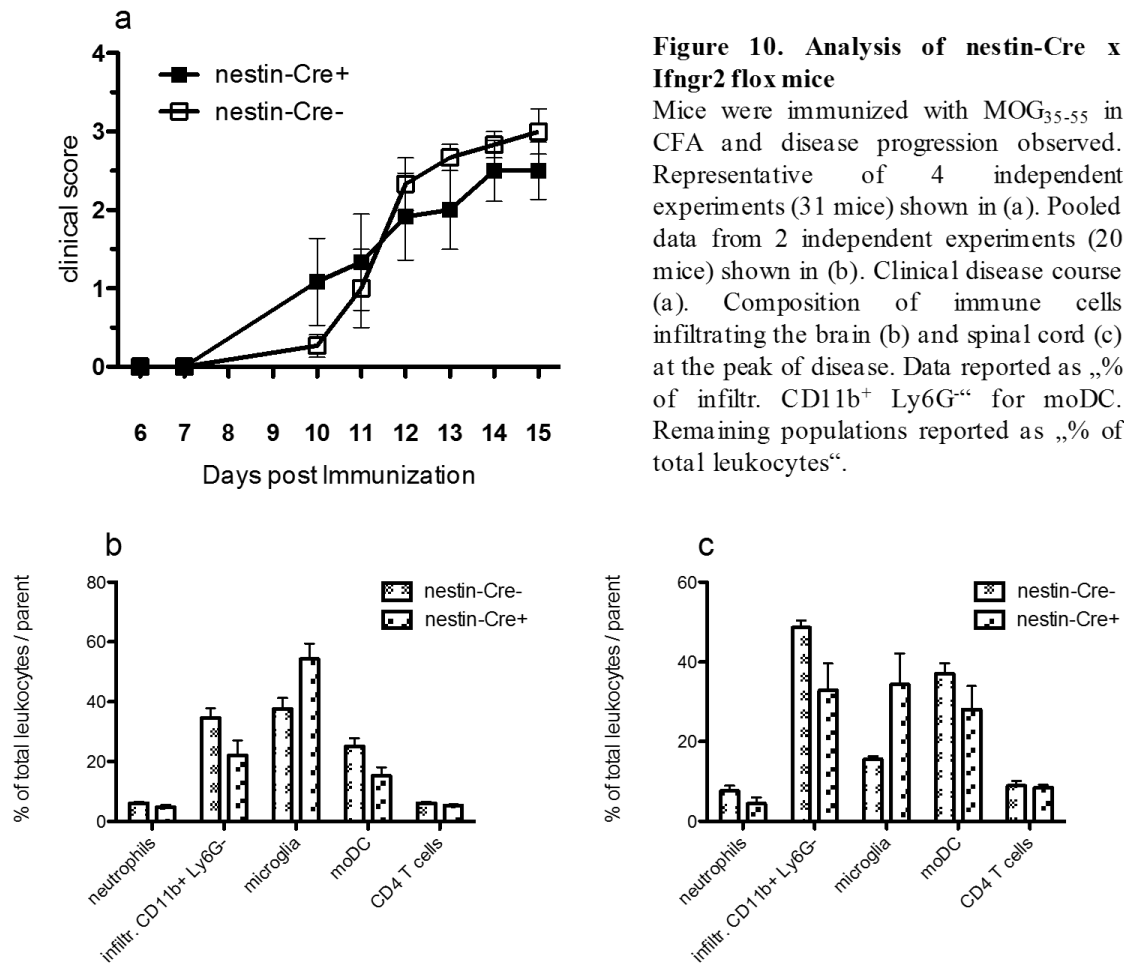 a
clinical score
4
3
2
1
0
nestin-Cre+
nestin-Cre-
6 7 8 9 10 11 12 13 14 15
Days post Immunization
Figure 10. Analysis of nestin-Cre x
Ifngr2 flox mice
Mice were immunized with MOG35-55 in
CFA and disease progression observed.
Representative of 4 independent
experiments (31 mice) shown in (a). Pooled
data from 2 independent experiments (20
mice) shown in (b). Clinical disease course
(a). Composition of immune cells
infiltrating the brain (b) and spinal cord (c)
at the peak of disease. Data reported as „%
of infiltr. CD11b+ Ly6G-“ for moDC.
Remaining populations reported as „% of
total leukocytes“.
b
% of total leukocytes / parent
80
60
40
20
0
nestin-Cre-
nestin-Cre+
neutrophils
infiltr. CD11b+ Ly6G-
microglia
moDC
CD4 T cells
c
% of total leukocytes / parent
60
40
20
0
nestin-Cre-
nestin-Cre+
neutrophils
infiltr. CD11b+ Ly6G-
microglia
moDC
CD4 T cells